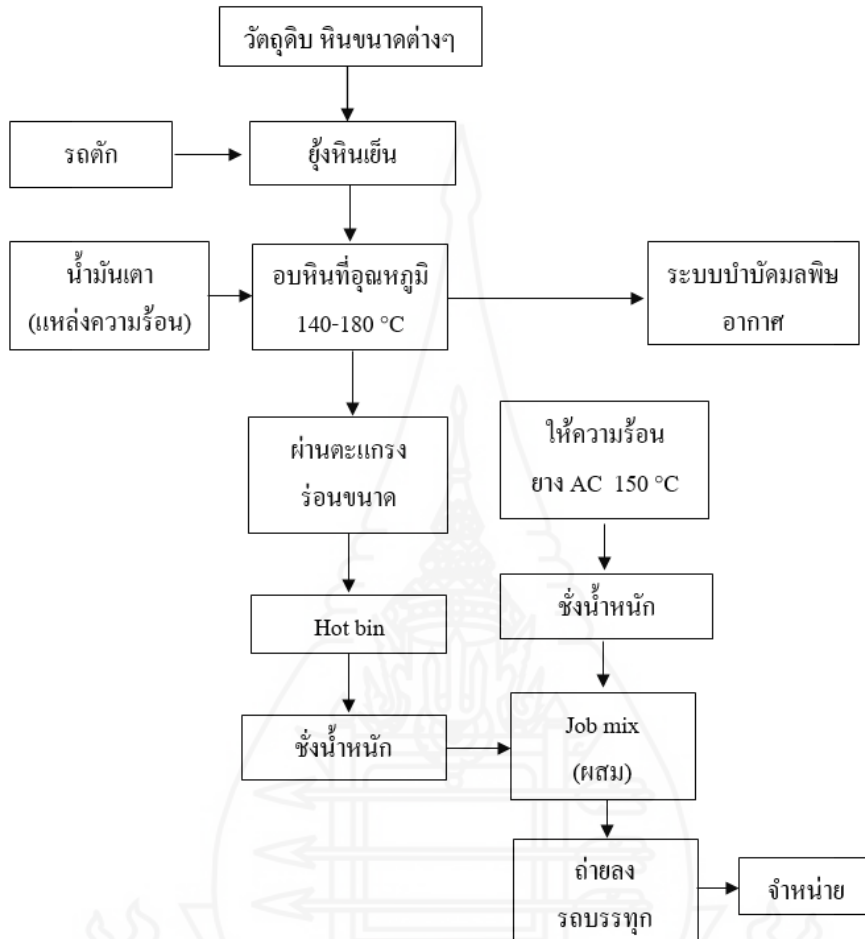 วัตถุดิบ หินขนาดต่างๆ
รถตัก
ยุ้งหินเย็น
น้ำมันเตา
(แหล่งความร้อน)
อบหินที่อุณหภูมิ
140-180 °C
ระบบบำบัดมลพิษ
อากาศ
ผ่านตะแกรง
ร่อนขนาด
ให้ความร้อน
ยาง AC 150 °C
Hot bin
ชั่งน้ำหนัก
ชั่งน้ำหนัก
Job mix
(ผสม)
ถ่ายลง
รถบรรทุก
จำหน่าย